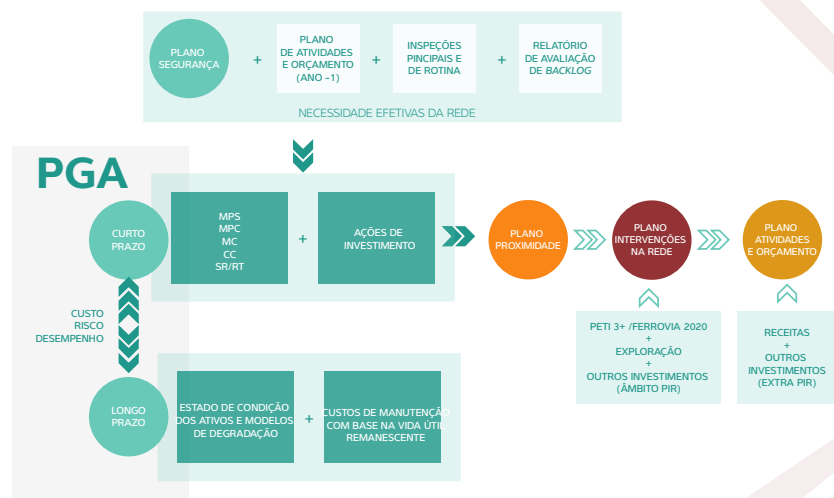 PLANO
SEGURANÇA
+
PLANO
DE ATIVIDADES
E ORÇAMENTO
(ANO -1)
+
INSPEÇÕES
PINCIPAIS E
DE ROTINA
+
RELATÓRIO
DE AVALIAÇÃO
DE BACKLOG
NECESSIDADE EFETIVAS DA REDE
PGA
CURTO
PRAZO
MPS
MPC
MC
CC
SR/RT
+
AÇÕES DE
INVESTIMENTO
PLANO
PROXIMIDADE
PLANO
INTERVENÇÕES
NA REDE
PLANO
ATIVIDADES
E ORÇAMENTO
CUSTO
RISCO
DESEMPENHO
PETI 3+ /FERROVIA 2020
+
EXPLORAÇÃO
+
OUTROS INVESTIMENTOS
(ÂMBITO PIR)
RECEITAS
+
OUTROS
INVESTIMENTOS
(EXTRA PIR)
LONGO
PRAZO
ESTADO DE CONDIÇÃO
DOS ATIVOS E MODELOS
DE DEGRADAÇÃO
+
CUSTOS DE MANUTENÇÃO
COM BASE NA VIDA ÚTIL
REMANESCENTE